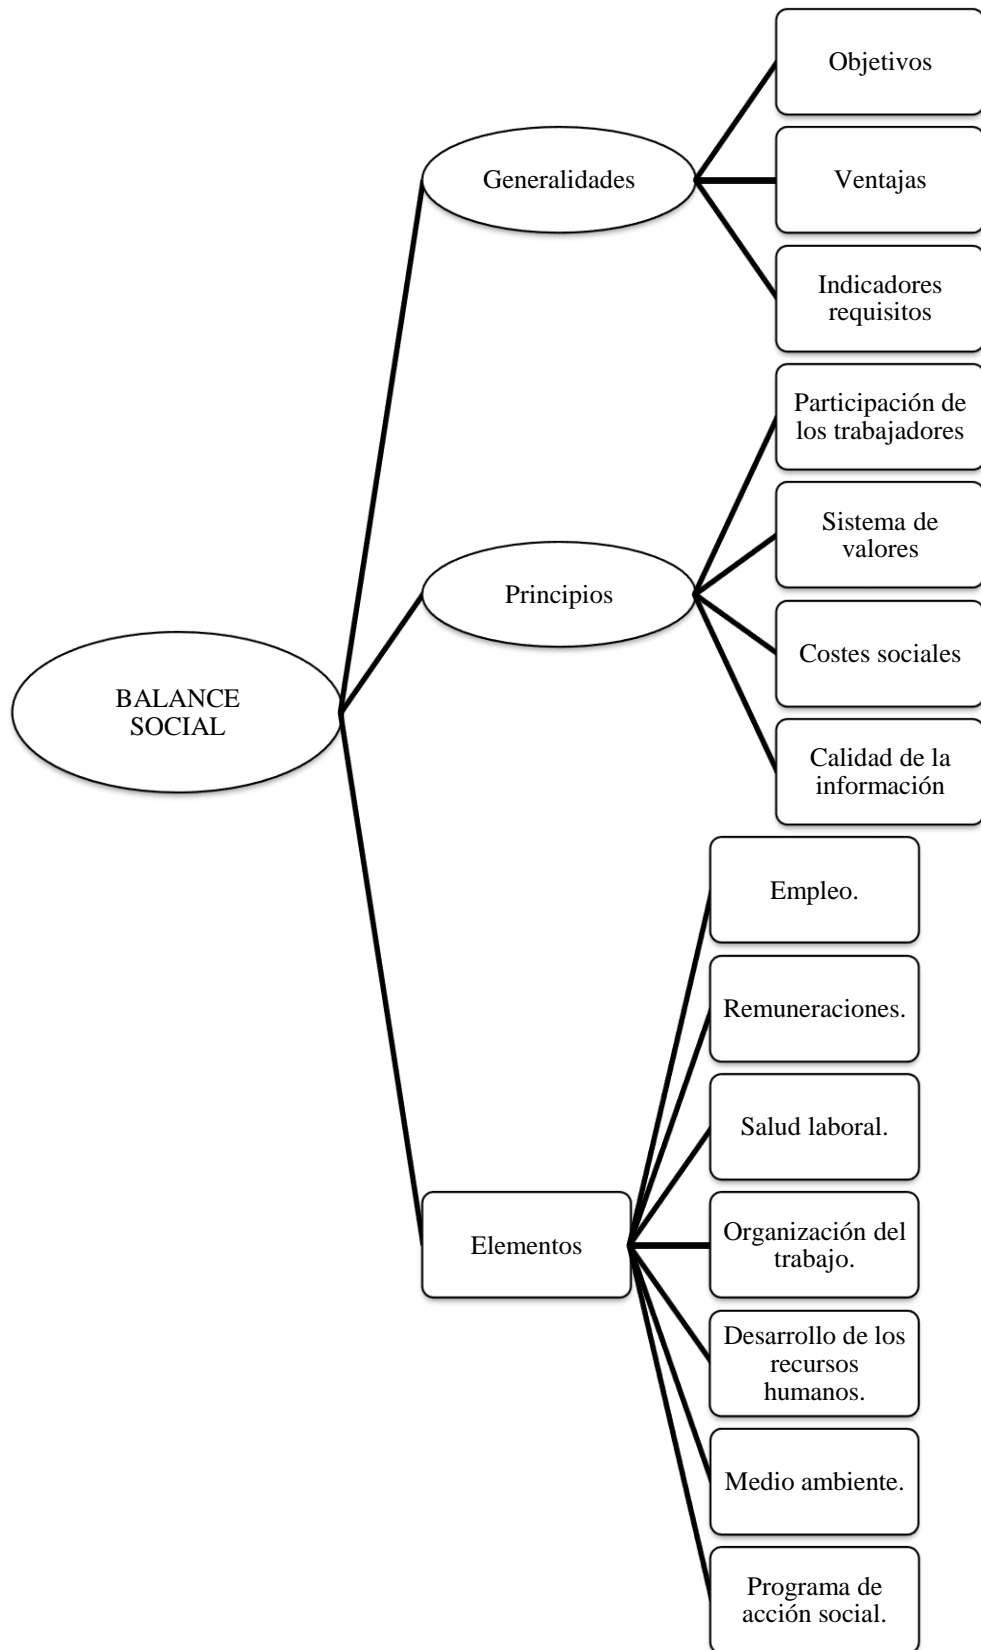 Objetivos
Generalidades
Ventajas
Indicadores
requisitos
Participación de
los trabajadores
Sistema de
valores
Principios
Costes sociales
BALANCE
SOCIAL
Calidad de la
información
Empleo.
Remuneraciones.
Salud laboral.
Elementos
Organización del
trabajo.
Desarrollo de los
recursos
humanos.
Medio ambiente.
Programa de
acción social.